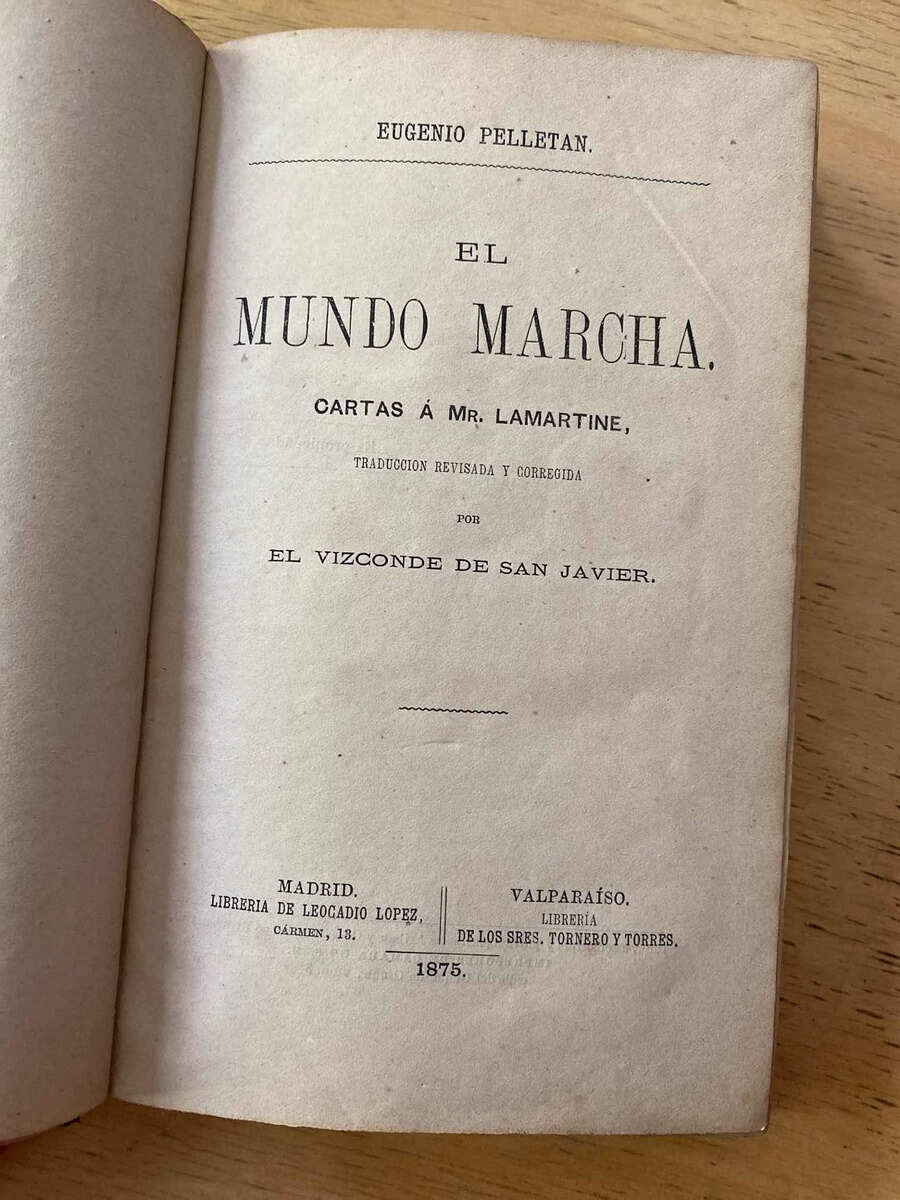 EUGENIO PELLETAN.
EL
MUNDO MARCHA.
CARTAS Á MR. LAMARTINE,
TRADUCCION REVISADA Y CORREGIDA
POR
EL VIZCONDE DE SAN JAVIER.
MADRID.
LIBRERIA DE LEOCADIO LOPEZ,
CÁRMEN, 13.
VALPARAÍSO.
LIBRERÍA
DE LOS SRES. TORNERO Y TORRES.
1875.